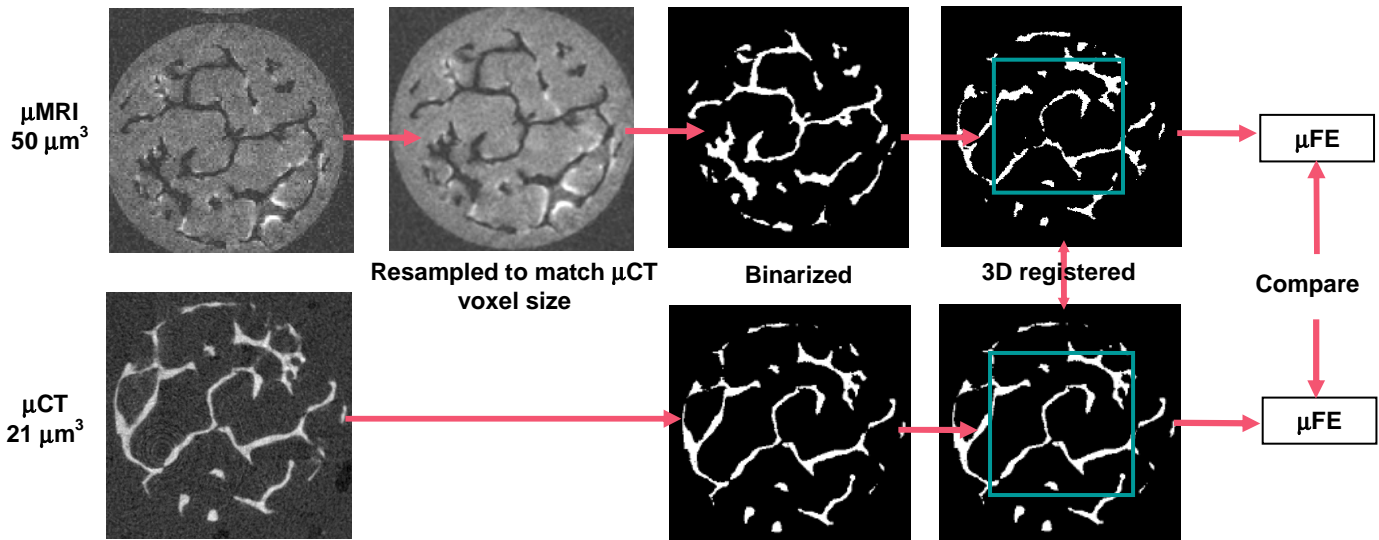 μMRI
50 μm³
μFE
Resampled to match μCT
voxel size
Binarized
3D registered
Compare
μCT
21 μm³
μFE